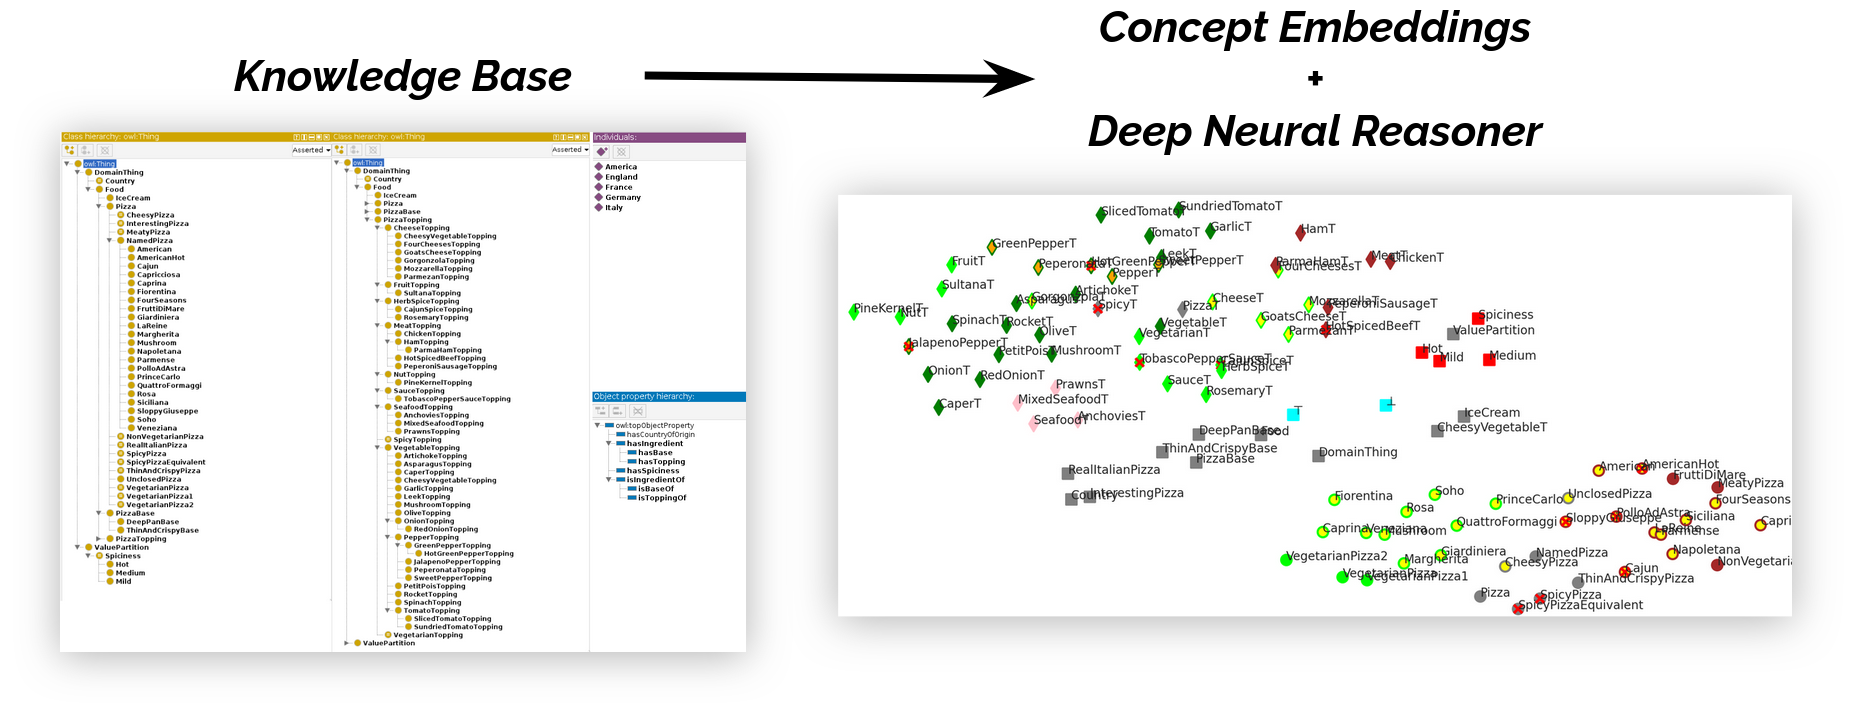 Knowledge Base
Concept Embeddings
+
Deep Neural Reasoner
Class hierarchy: owl:Thing
Asserted
owl:Thing
DomainThing
Country
Food
IceCream
Pizza
CheesyPizza
InterestingPizza
MeatyPizza
NamedPizza
American
AmericanHot
Cajun
Capricciosa
Caprina
Fiorentina
FourSeasons
FruttiDiMare
Giardiniera
LaReine
Margherita
Mushroom
Napoletana
Parmense
PolloAdAstra
PrinceCarlo
QuattroFormaggi
Rosa
Siciliana
SloppyGiuseppe
Soho
Veneziana
NonVegetarianPizza
RealItalianPizza
SpicyPizza
SpicyPizzaEquivalent
ThinAndCrispyPizza
UnclosedPizza
VegetarianPizza
VegetarianPizza1
VegetarianPizza2
PizzaBase
DeepPanBase
ThinAndCrispyBase
PizzaTopping
ValuePartition
Spiciness
Hot
Medium
Mild
Class hierarchy: owl:Thing
Asserted
owl:Thing
DomainThing
Country
Food
IceCream
Pizza
PizzaBase
PizzaTopping
CheeseTopping
CheesyVegetableTopping
FourCheesesTopping
GoatsCheeseTopping
GorgonzolaTopping
MozzarellaTopping
ParmezanTopping
FruitTopping
SultanaTopping
HerbSpiceTopping
CajunSpiceTopping
RosemaryTopping
MeatTopping
ChickenTopping
HamTopping
ParmaHamTopping
HotSpicedBeefTopping
PeperoniSausageTopping
NutTopping
PineKernelTopping
SauceTopping
TobascoPepperSauceTopping
SeafoodTopping
AnchoviesTopping
MixedSeafoodTopping
PrawnsTopping
SpicyTopping
VegetableTopping
ArtichokeTopping
AsparagusTopping
CaperTopping
CheesyVegetableTopping
GarlicTopping
LeekTopping
MushroomTopping
OliveTopping
OnionTopping
RedOnionTopping
PepperTopping
GreenPepperTopping
HotGreenPepperTopping
JalapenoPepperTopping
PeperonataTopping
SweetPepperTopping
PetitPoisTopping
RocketTopping
SpinachTopping
TomatoTopping
SlicedTomatoTopping
SundriedTomatoTopping
VegetarianTopping
ValuePartition
Individuals:
America
England
France
Germany
Italy
Object property hierarchy:
owl:topObjectProperty
hasCountryOfOrigin
hasIngredient
hasBase
hasTopping
hasSpiciness
isIngredientOf
isBaseOf
isToppingOf
SlicedTomatoT
SundriedTomatoT
TomatoT
GarlicT
HamT
GreenPepperT
FruitT
PeperonataT
HotGreenPepperT
LeekT
SweetPepperT
PepperT
ParmaHamT
FourCheesesT
MeatT
ChickenT
SultanaT
AsparagusT
GorgonzolaT
ArtichokeT
SpicyT
PizzaT
CheeseT
MozzarellaT
PeperoniSausageT
PineKernelT
NutT
SpinachT
RocketT
OliveT
VegetableT
VegetarianT
GoatsCheeseT
ParmezanT
HotSpicedBeefT
Spiciness
ValuePartition
JalapenoPepperT
PetitPoisT
MushroomT
TobascoPepperSauceT
CajunSpiceT
HerbSpiceT
Hot
Mild
Medium
OnionT
RedOnionT
PrawnsT
SauceT
RosemaryT
CaperT
MixedSeafoodT
SeafoodT
AnchoviesT
⊤
⊥
IceCream
CheesyVegetableT
DeepPanBase
Food
ThinAndCrispyBase
PizzaBase
DomainThing
RealItalianPizza
Country
InterestingPizza
American
AmericanHot
FruttiDiMare
MeatyPizza
Fiorentina
Soho
Rosa
PrinceCarlo
UnclosedPizza
FourSeasons
QuattroFormaggi
SloppyGiuseppe
PolloAdAstra
Siciliana
Capri
Caprina
Veneziana
Mushroom
LaReine
Parmense
VegetarianPizza2
Margherita
Giardiniera
NamedPizza
CheesyPizza
Napoletana
NonVegetaria
VegetarianPizza
VegetarianPizza1
Cajun
ThinAndCrispyPizza
Pizza
SpicyPizza
SpicyPizzaEquivalent